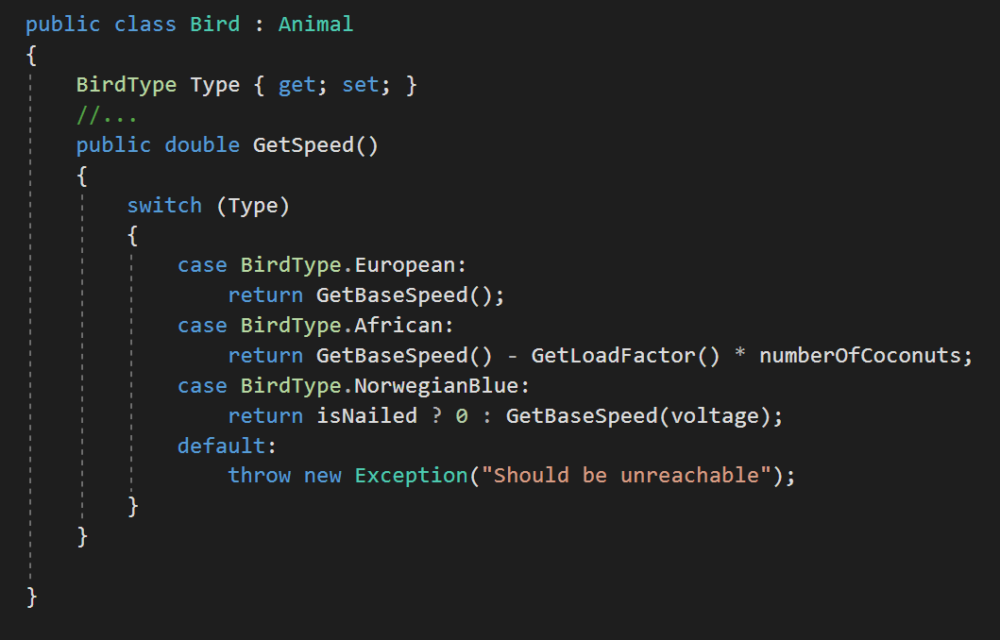 public class Bird : Animal
{
    BirdType Type { get; set; }
    //...
    public double GetSpeed()
    {
        switch (Type)
        {
            case BirdType.European:
                return GetBaseSpeed();
            case BirdType.African:
                return GetBaseSpeed() - GetLoadFactor() * numberOfCoconuts;
            case BirdType.NorwegianBlue:
                return isNailed ? 0 : GetBaseSpeed(voltage);
            default:
                throw new Exception("Should be unreachable");
        }
    }
}